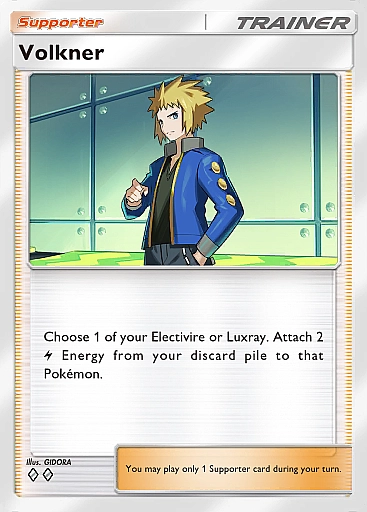 Supporter
TRAINER
Volkner
Choose 1 of your Electivire or Luxray. Attach 2
Energy from your discard pile to that
Pokémon.
Illus. GIDORA
You may play only 1 Supporter card during your turn.